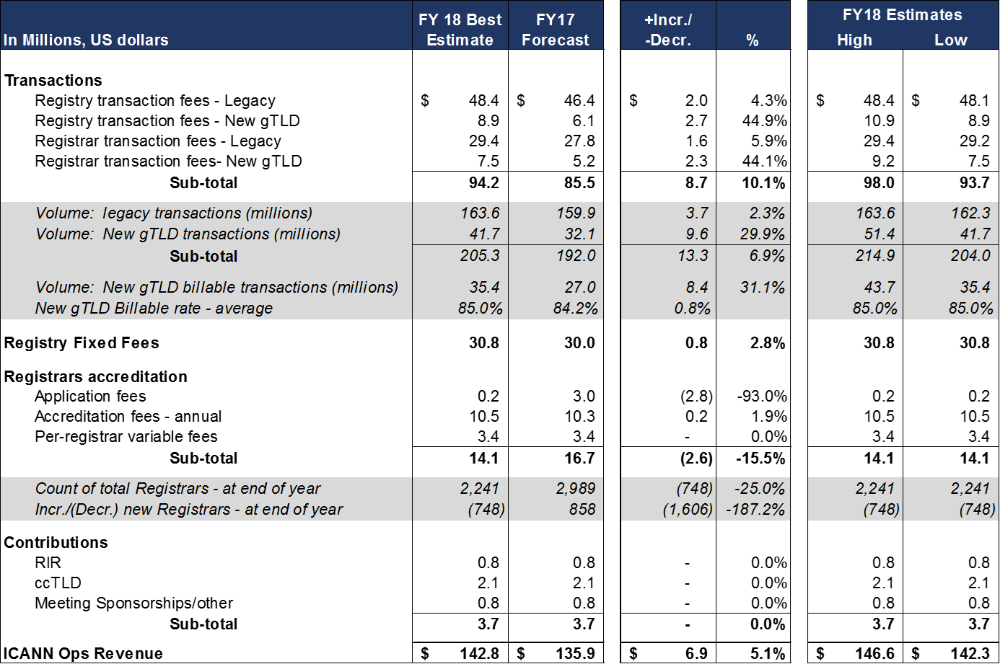 In Millions, US dollars FY 18 Best Estimate FY17 Forecast +Incr./ -Decr. % FY18 Estimates High Low
Transactions
Registry transaction fees - Legacy $ 48.4 $ 46.4 $ 2.0 4.3% $ 48.4 $ 48.1
Registry transaction fees - New gTLD 8.9 6.1 2.7 44.9% 10.9 8.9
Registrar transaction fees - Legacy 29.4 27.8 1.6 5.9% 29.4 29.2
Registrar transaction fees- New gTLD 7.5 5.2 2.3 44.1% 9.2 7.5
Sub-total 94.2 85.5 8.7 10.1% 98.0 93.7
Volume: legacy transactions (millions) 163.6 159.9 3.7 2.3% 163.6 162.3
Volume: New gTLD transactions (millions) 41.7 32.1 9.6 29.9% 51.4 41.7
Sub-total 205.3 192.0 13.3 6.9% 214.9 204.0
Volume: New gTLD billable transactions (millions) 35.4 27.0 8.4 31.1% 43.7 35.4
New gTLD Billable rate - average 85.0% 84.2% 0.8% 85.0% 85.0%
Registry Fixed Fees 30.8 30.0 0.8 2.8% 30.8 30.8
Registrars accreditation
Application fees 0.2 3.0 (2.8) -93.0% 0.2 0.2
Accreditation fees - annual 10.5 10.3 0.2 1.9% 10.5 10.5
Per-registrar variable fees 3.4 3.4 - 0.0% 3.4 3.4
Sub-total 14.1 16.7 (2.6) -15.5% 14.1 14.1
Count of total Registrars - at end of year 2,241 2,989 (748) -25.0% 2,241 2,241
Incr./(Decr.) new Registrars - at end of year (748) 858 (1,606) -187.2% (748) (748)
Contributions
RIR 0.8 0.8 - 0.0% 0.8 0.8
ccTLD 2.1 2.1 - 0.0% 2.1 2.1
Meeting Sponsorships/other 0.8 0.8 - 0.0% 0.8 0.8
Sub-total 3.7 3.7 - 0.0% 3.7 3.7
ICANN Ops Revenue $ 142.8 $ 135.9 $ 6.9 5.1% $ 146.6 $ 142.3